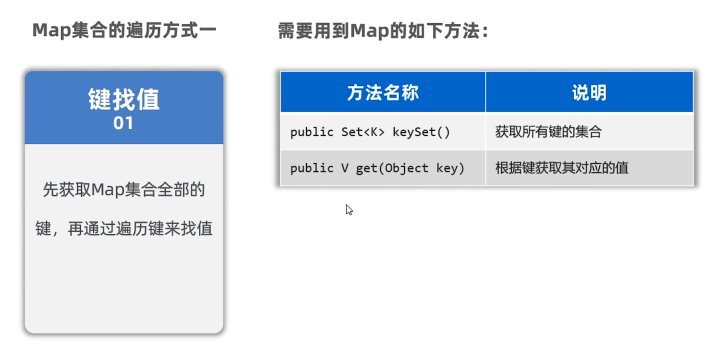 Map集合的遍历方式一
需要用到Map的如下方法：
键找值
01
先获取Map集合全部的
键，再通过遍历键来找值
方法名称 说明
public Set<K> keySet() 获取所有键的集合
public V get(Object key) 根据键获取其对应的值